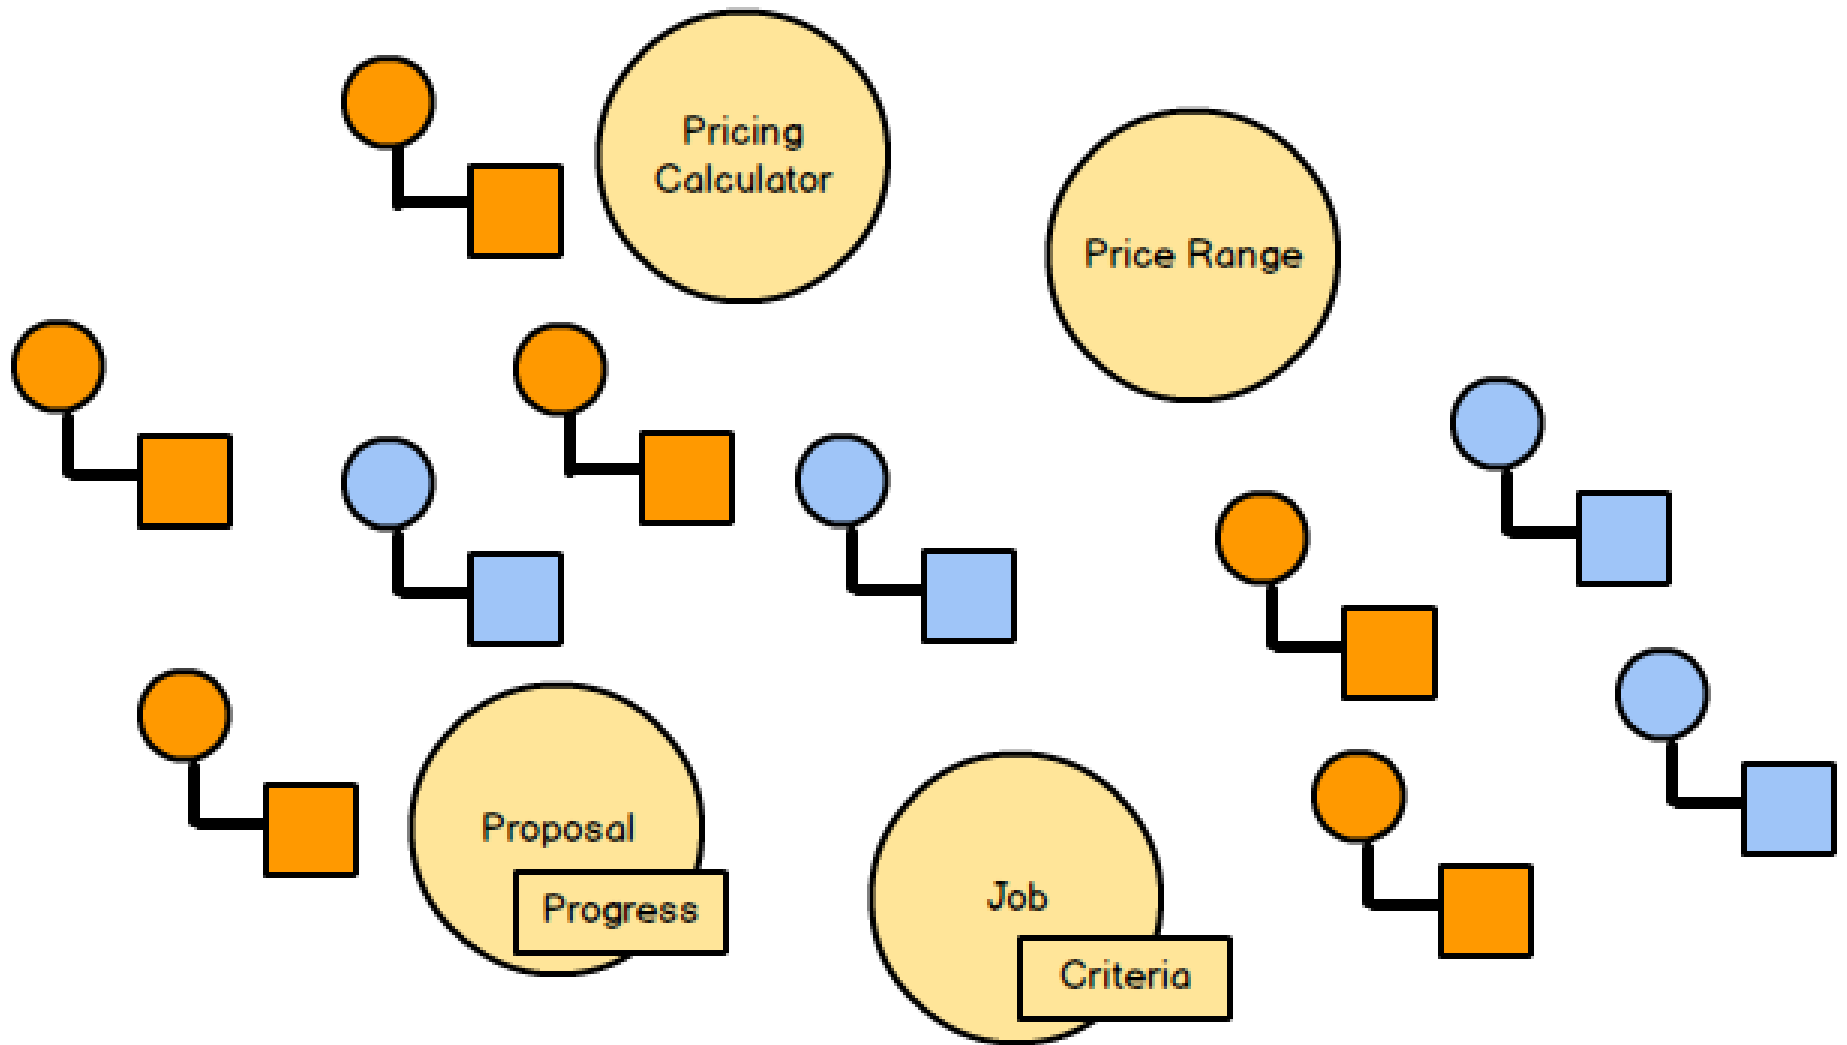 Pricing
Calculator
Price Range
Proposal
Progress
Job
Criteria